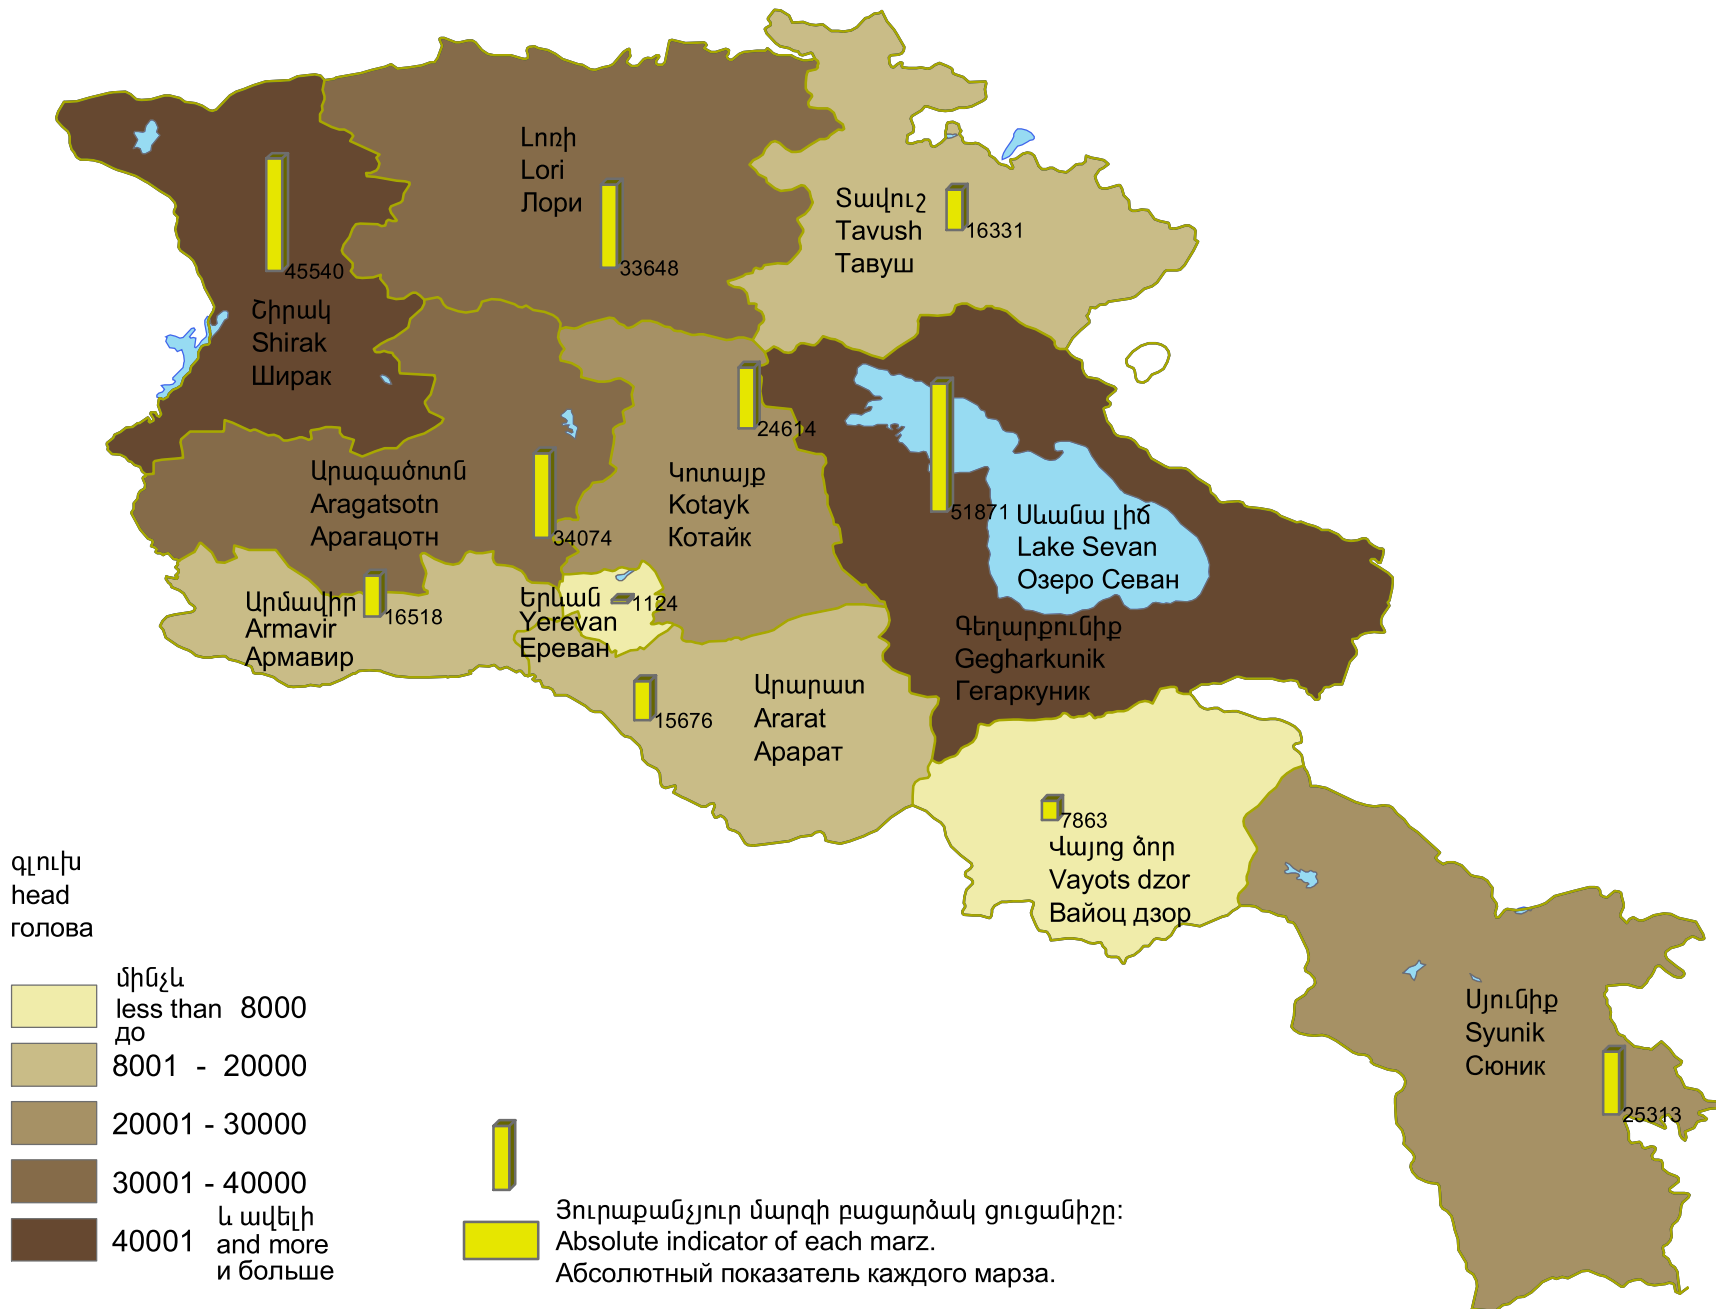 Լոռի
Lori
Лори
33648
Տավուշ
Tavush
Тавуш
16331
45540
Շիրակ
Shirak
Ширак
24614
Արագածոտն
Aragatsotn
Арагацотн
34074
Կոտայք
Kotayk
Котайк
51871
Սևանա լիճ
Lake Sevan
Озеро Севан
Արմավիր
Armavir
Армавир
16518
Երևան
Yerevan
Ереван
1124
Գեղարքունիք
Gegharkunik
Гегаркуник
15676
Արարատ
Ararat
Арарат
7863
Վայոց ձոր
Vayots dzor
Вайоц дзор
Սյունիք
Syunik
Сюник
25313
գլուխ
head
голова
մինչև
less than 8000
до
8001 - 20000
20001 - 30000
30001 - 40000
40001 և ավելի
and more
и больше
Յուրաքանչյուր մարզի բացարձակ ցուցանիշը:
Absolute indicator of each marz.
Абсолютный показатель каждого марза.